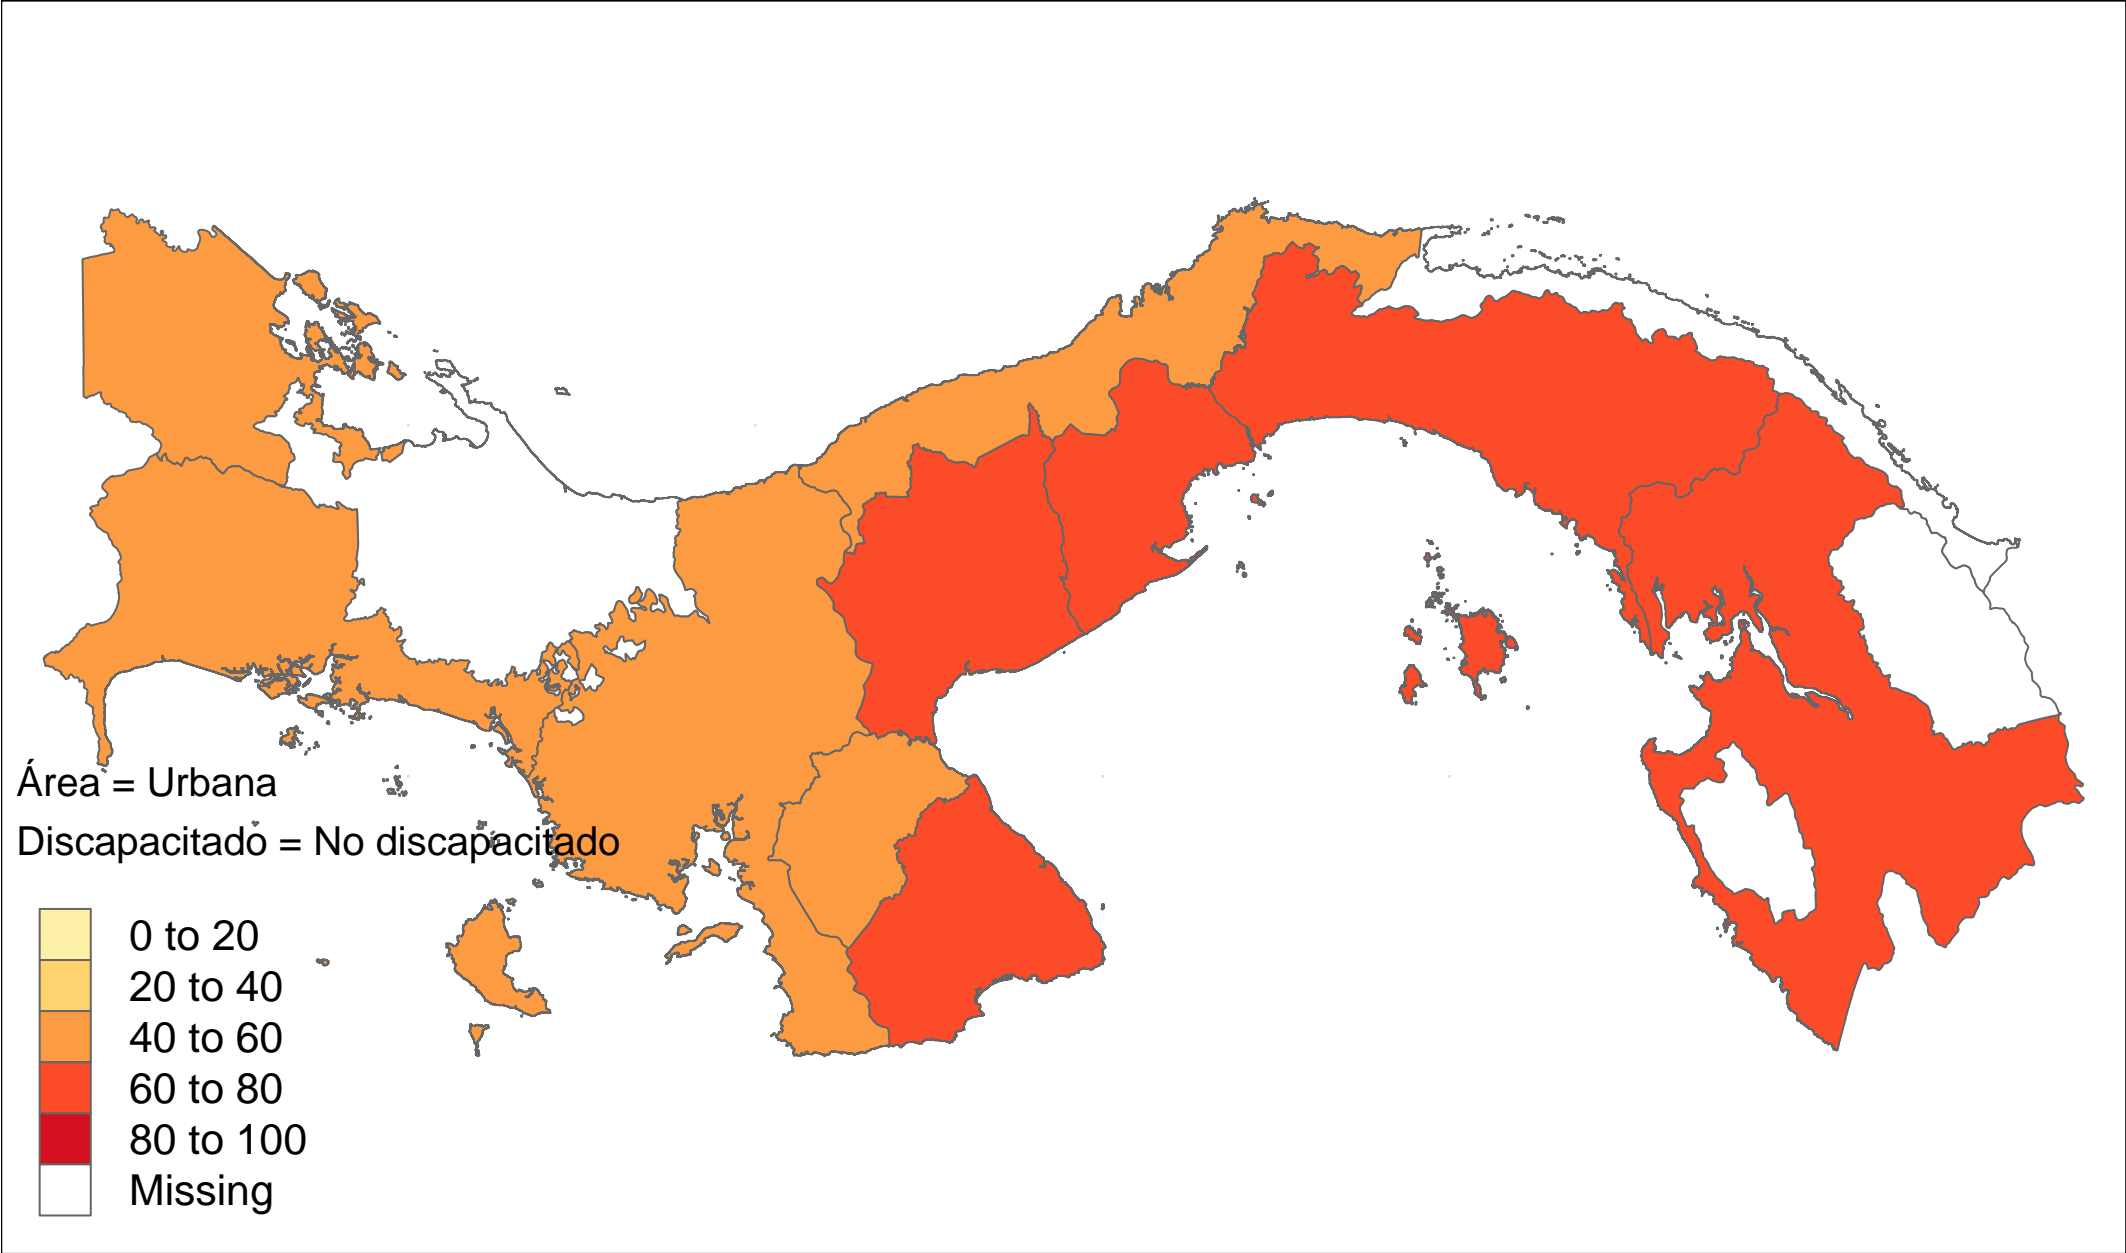 Área = Urbana
Discapacitado = No discapacitado
0 to 20
20 to 40
40 to 60
60 to 80
80 to 100
Missing